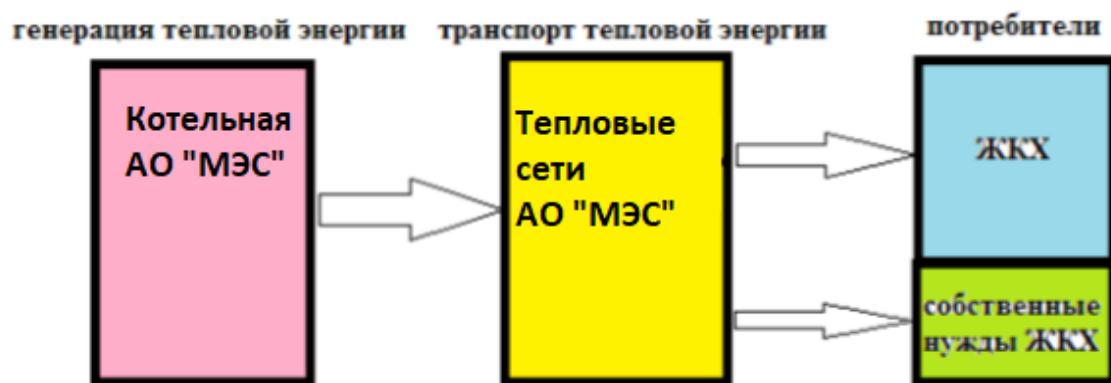 генерация тепловой энергии
транспорт тепловой энергии
потребители
Котельная
АО "МЭС"
Тепловые
сети
АО "МЭС"
ЖКХ
собственные
нужды ЖКХ